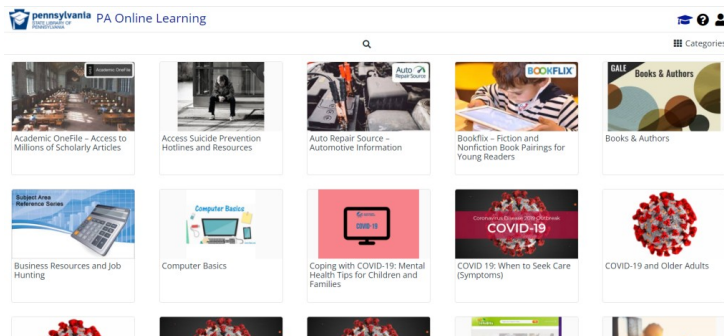 pennsylvania
STATE LIBRARY OF
PENNSYLVANIA
PA Online Learning
Categories
Academic OneFile
Auto
Repair Source
BOOKFLIX
GALE
Books & Authors
Academic OneFile – Access to
Millions of Scholarly Articles
Access Suicide Prevention
Hotlines and Resources
Auto Repair Source –
Automotive Information
Bookflix – Fiction and
Nonfiction Book Pairings for
Young Readers
Books & Authors
Subject Area
Reference Series
Computer Basics
COVID-19
Coronavirus Disease 2019 Outbreak
COVID-19
Business Resources and Job
Hunting
Computer Basics
Coping with COVID-19: Mental
Health Tips for Children and
Families
COVID 19: When to Seek Care
(Symptoms)
COVID-19 and Older Adults